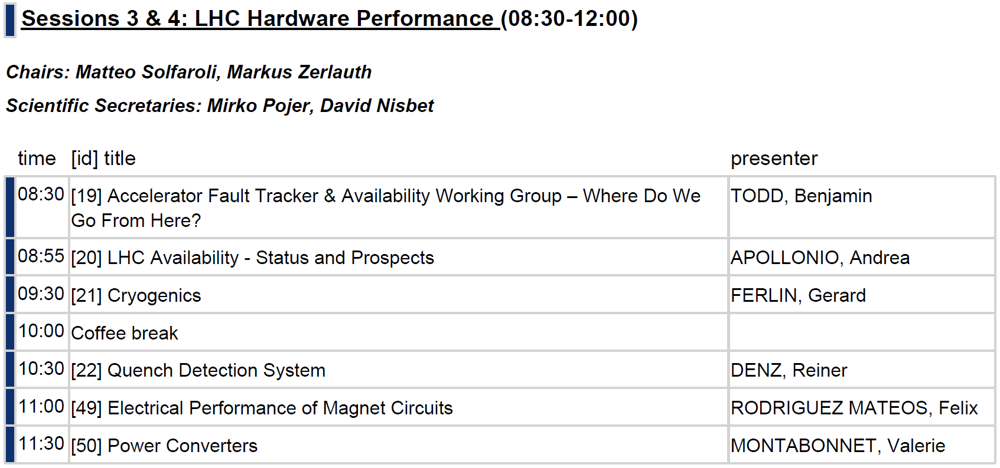 Sessions 3 & 4: LHC Hardware Performance (08:30-12:00)
Chairs: Matteo Solfaroli, Markus Zerlauth
Scientific Secretaries: Mirko Pojer, David Nisbet
time [id] title presenter
08:30 [19] Accelerator Fault Tracker & Availability Working Group – Where Do We TODD, Benjamin
Go From Here?
08:55 [20] LHC Availability - Status and Prospects APOLLONIO, Andrea
09:30 [21] Cryogenics FERLIN, Gerard
10:00 Coffee break
10:30 [22] Quench Detection System DENZ, Reiner
11:00 [49] Electrical Performance of Magnet Circuits RODRIGUEZ MATEOS, Felix
11:30 [50] Power Converters MONTABONNET, Valerie